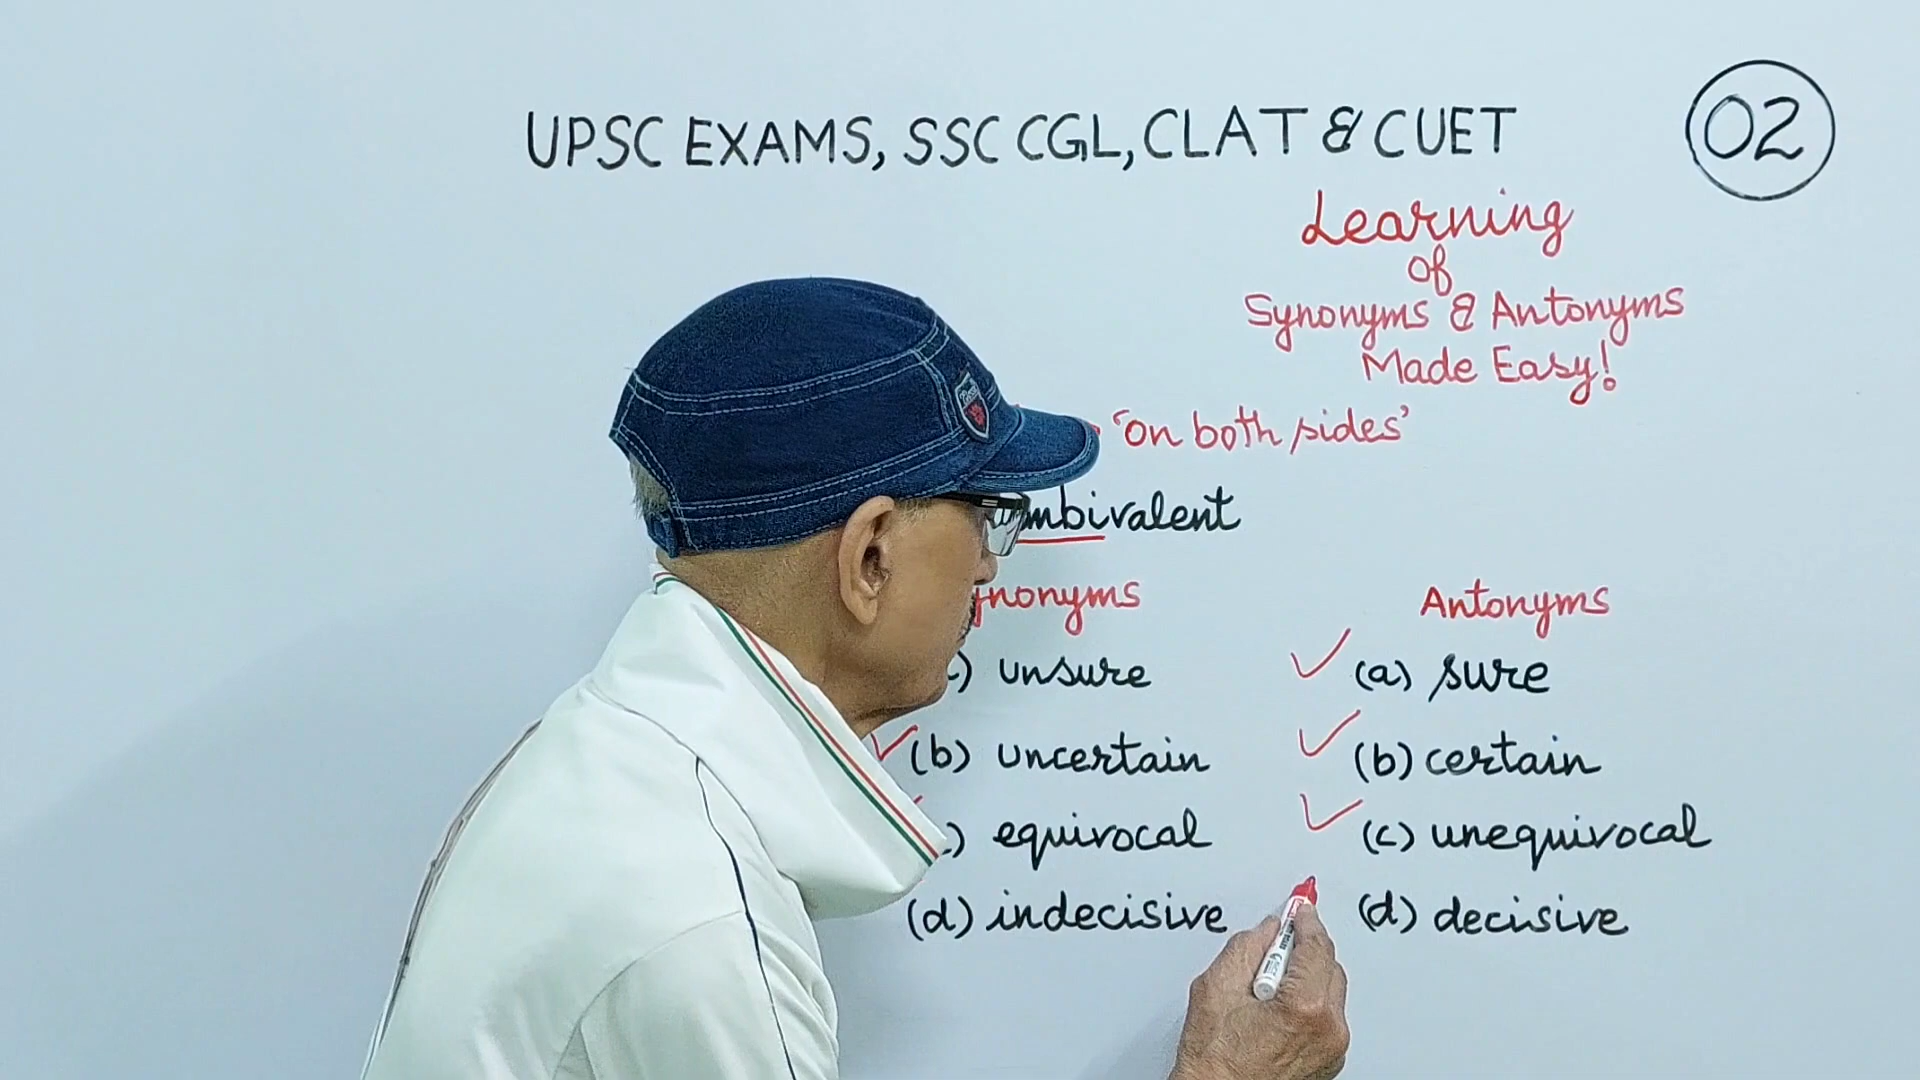 UPSC EXAMS, SSC CGL, CLAT & CUET
02
Learning
of
Synonyms & Antonyms
Made Easy!
'on both sides'
ambivalent
ynonyms
Antonyms
) unsure
(a) sure
(b) uncertain
(b) certain
) equivocal
(c) unequivocal
(d) indecisive
(d) decisive